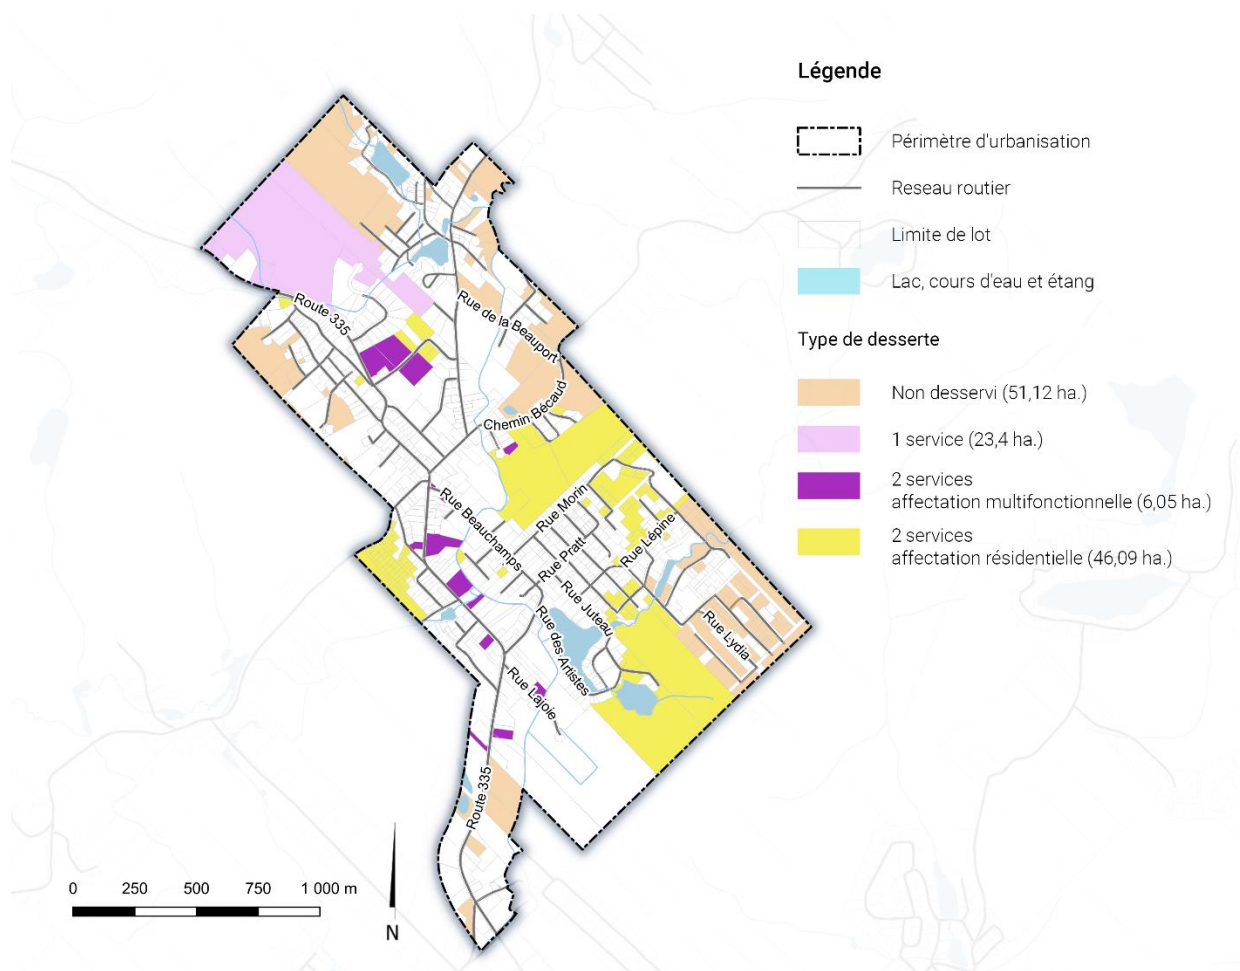 Légende
Périmètre d'urbanisation
Reseau routier
Limite de lot
Lac, cours d'eau et étang
Type de desserte
Non desservi (51,12 ha.)
1 service (23,4 ha.)
2 services
affectation multifonctionnelle (6,05 ha.)
2 services
affectation résidentielle (46,09 ha.)
Route 335
Rue de la Beauport
Chemin Bécaud
Rue Beauchamps
Rue Morin
Rue Pratt
Rue Lépine
Rue Juteau
Rue des Artistes
Rue Lydia
Rue Lajoie
Route 335
0 250 500 750 1 000 m
N